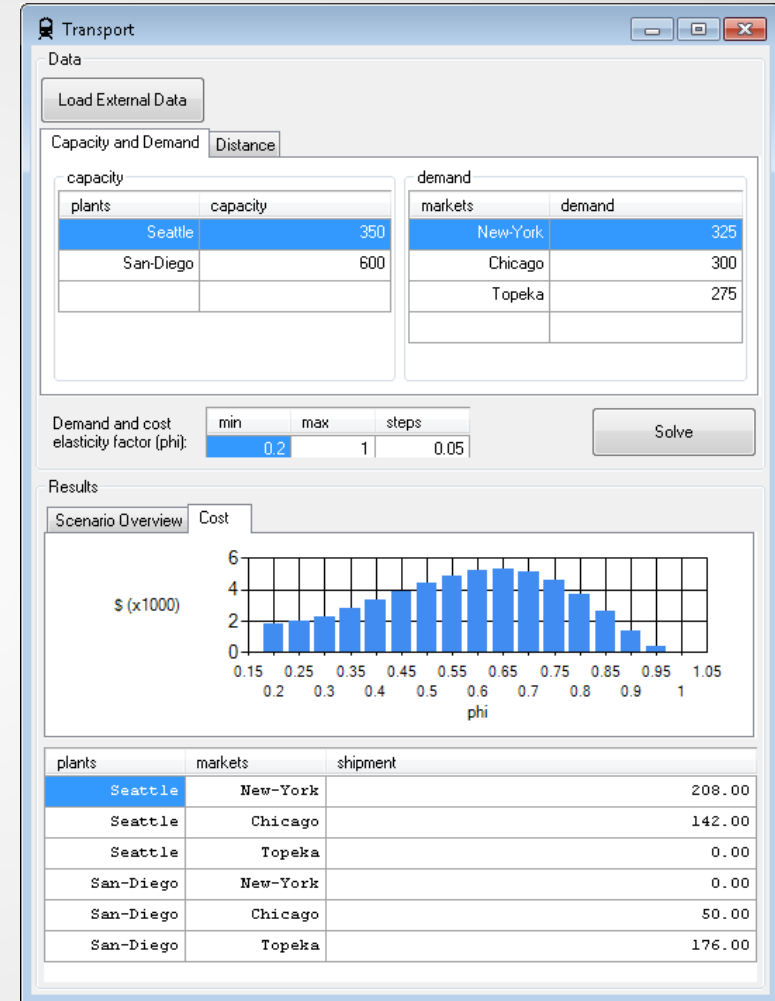 Transport
Data
Load External Data
Capacity and Demand Distance
capacity
plants capacity
Seattle 350
San-Diego 600
demand
markets demand
New-York 325
Chicago 300
Topeka 275
Demand and cost
elasticity factor (phi):
min max steps
0.2 1 0.05
Solve
Results
Scenario Overview Cost
$ (x1000)
6
4
2
0
0.15 0.25 0.35 0.45 0.55 0.65 0.75 0.85 0.95 1.05
0.2 0.3 0.4 0.5 0.6 0.7 0.8 0.9 1
phi
plants markets shipment
Seattle New-York 208.00
Seattle Chicago 142.00
Seattle Topeka 0.00
San-Diego New-York 0.00
San-Diego Chicago 50.00
San-Diego Topeka 176.00